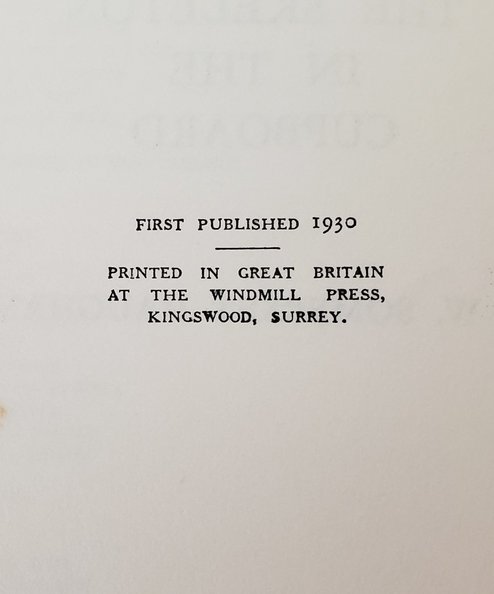 FIRST PUBLISHED 1930
PRINTED IN GREAT BRITAIN
AT THE WINDMILL PRESS,
KINGSWOOD, SURREY.